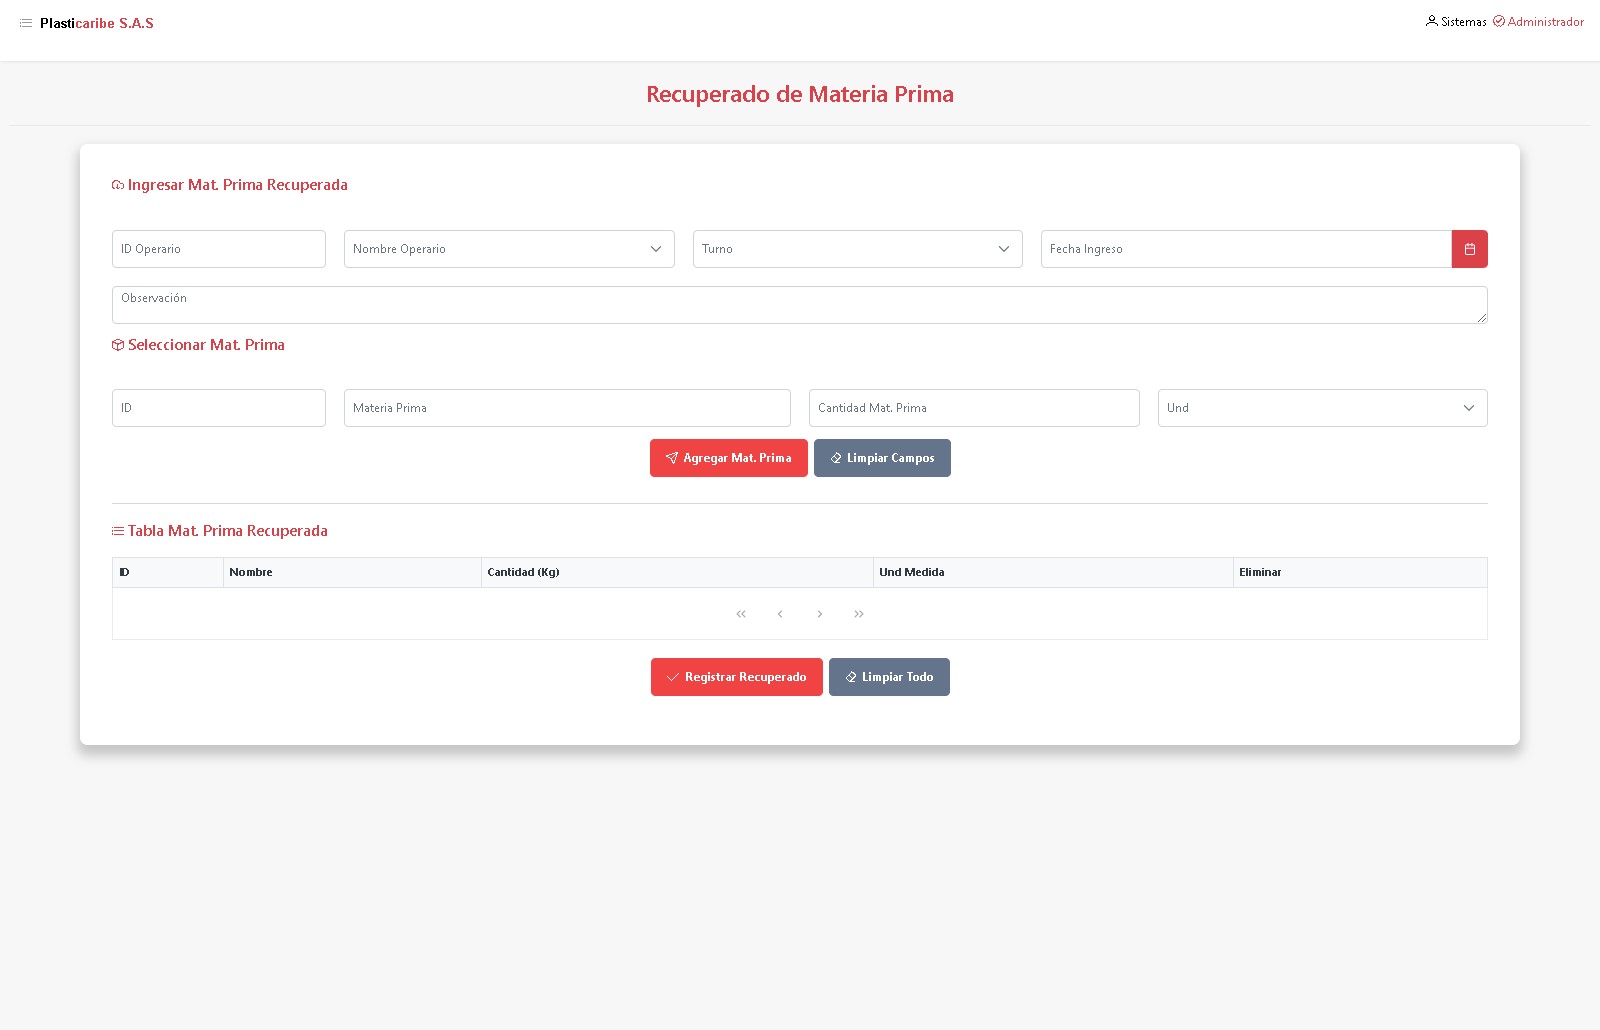 Plasticaribe S.A.S
Sistemas Administrador
Recuperado de Materia Prima
Ingresar Mat. Prima Recuperada
ID Operario Nombre Operario Turno Fecha Ingreso
Observación
Seleccionar Mat. Prima
ID Materia Prima Cantidad Mat. Prima Und
Agregar Mat. Prima Limpiar Campos
Tabla Mat. Prima Recuperada
ID Nombre Cantidad (Kg) Und Medida Eliminar
Registrar Recuperado Limpiar Todo